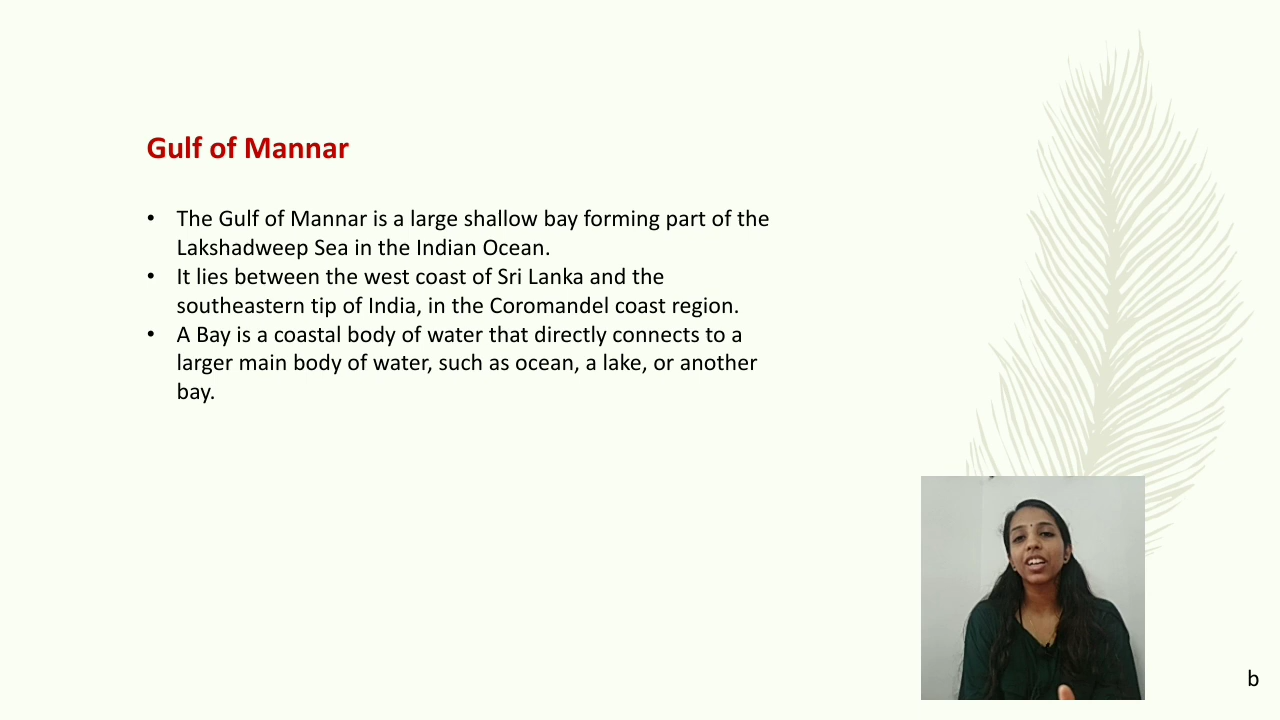 Gulf of Mannar
• The Gulf of Mannar is a large shallow bay forming part of the
Lakshadweep Sea in the Indian Ocean.
• It lies between the west coast of Sri Lanka and the
southeastern tip of India, in the Coromandel coast region.
• A Bay is a coastal body of water that directly connects to a
larger main body of water, such as ocean, a lake, or another
bay.
b